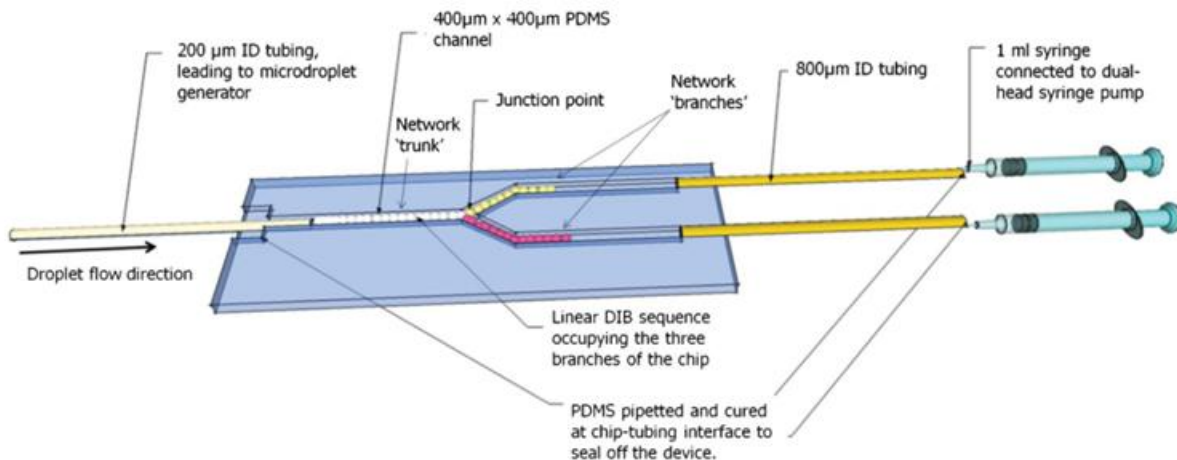 200 µm ID tubing,
leading to microdroplet
generator
400µm x 400µm PDMS
channel
Junction point
Network
‘trunk’
Network
‘branches’
800µm ID tubing
1 ml syringe
connected to dual-
head syringe pump
Droplet flow direction
Linear DIB sequence
occupying the three
branches of the chip
PDMS pipetted and cured
at chip-tubing interface to
seal off the device.